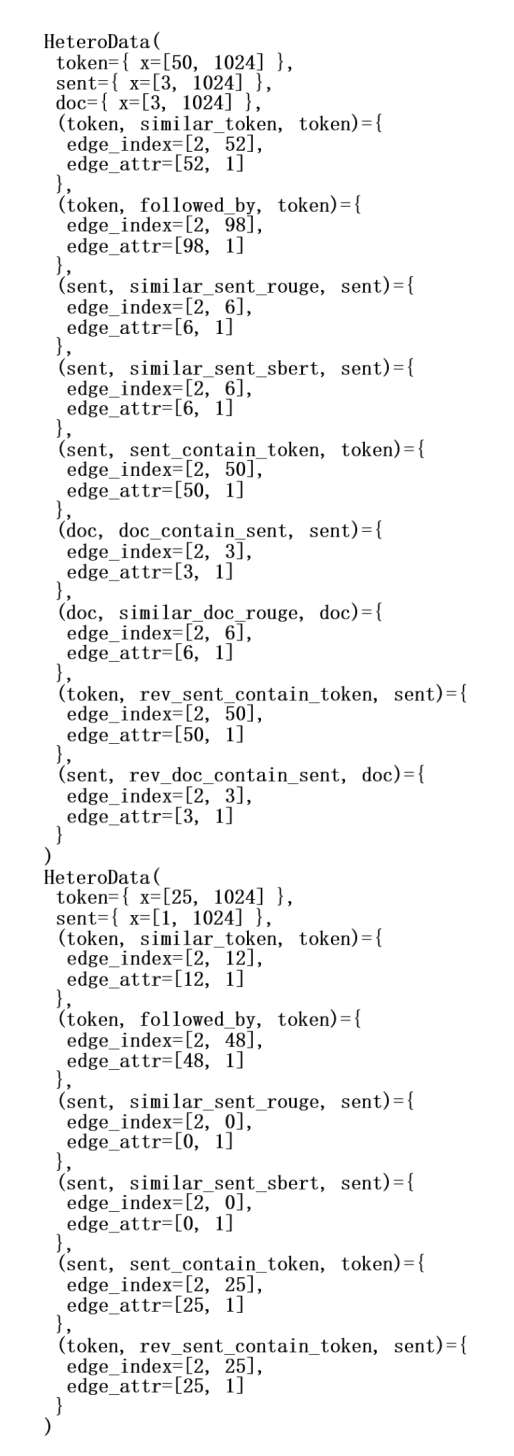 HeteroData(
  token={ x=[50, 1024] },
  sent={ x=[3, 1024] },
  doc={ x=[3, 1024] },
  (token, similar_token, token)={
    edge_index=[2, 52],
    edge_attr=[52, 1]
  },
  (token, followed_by, token)={
    edge_index=[2, 98],
    edge_attr=[98, 1]
  },
  (sent, similar_sent_rouge, sent)={
    edge_index=[2, 6],
    edge_attr=[6, 1]
  },
  (sent, similar_sent_sbert, sent)={
    edge_index=[2, 6],
    edge_attr=[6, 1]
  },
  (sent, sent_contain_token, token)={
    edge_index=[2, 50],
    edge_attr=[50, 1]
  },
  (doc, doc_contain_sent, sent)={
    edge_index=[2, 3],
    edge_attr=[3, 1]
  },
  (doc, similar_doc_rouge, doc)={
    edge_index=[2, 6],
    edge_attr=[6, 1]
  },
  (token, rev_sent_contain_token, sent)={
    edge_index=[2, 50],
    edge_attr=[50, 1]
  },
  (sent, rev_doc_contain_sent, doc)={
    edge_index=[2, 3],
    edge_attr=[3, 1]
  }
)
HeteroData(
  token={ x=[25, 1024] },
  sent={ x=[1, 1024] },
  (token, similar_token, token)={
    edge_index=[2, 12],
    edge_attr=[12, 1]
  },
  (token, followed_by, token)={
    edge_index=[2, 48],
    edge_attr=[48, 1]
  },
  (sent, similar_sent_rouge, sent)={
    edge_index=[2, 0],
    edge_attr=[0, 1]
  },
  (sent, similar_sent_sbert, sent)={
    edge_index=[2, 0],
    edge_attr=[0, 1]
  },
  (sent, sent_contain_token, token)={
    edge_index=[2, 25],
    edge_attr=[25, 1]
  },
  (token, rev_sent_contain_token, sent)={
    edge_index=[2, 25],
    edge_attr=[25, 1]
  }
)